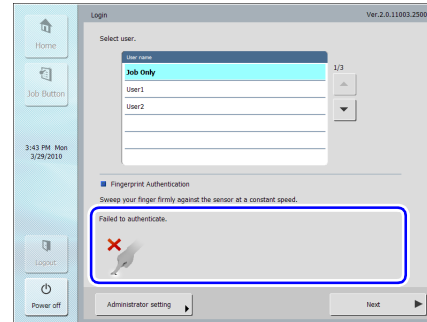 Login
Ver.2.0.11003.2500
Home
Select user.
User name
Job Only
1/3
Job Button
User1
User2
3:43 PM Mon
3/29/2010
Fingerprint Authentication
Sweep your finger firmly against the sensor at a constant speed.
Failed to authenticate.
Logout
Power off
Administrator setting
Next